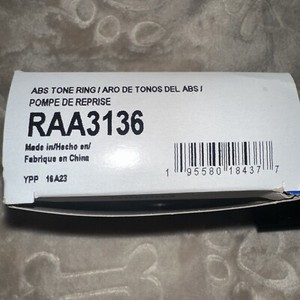 ABS TONE RING / ARO DE TONOS DEL ABS /
POMPE DE REPRISE
RAA3136
Made in/Hecho en/
Fabriqué en China
YPP 16A23
1 95580 18437 7